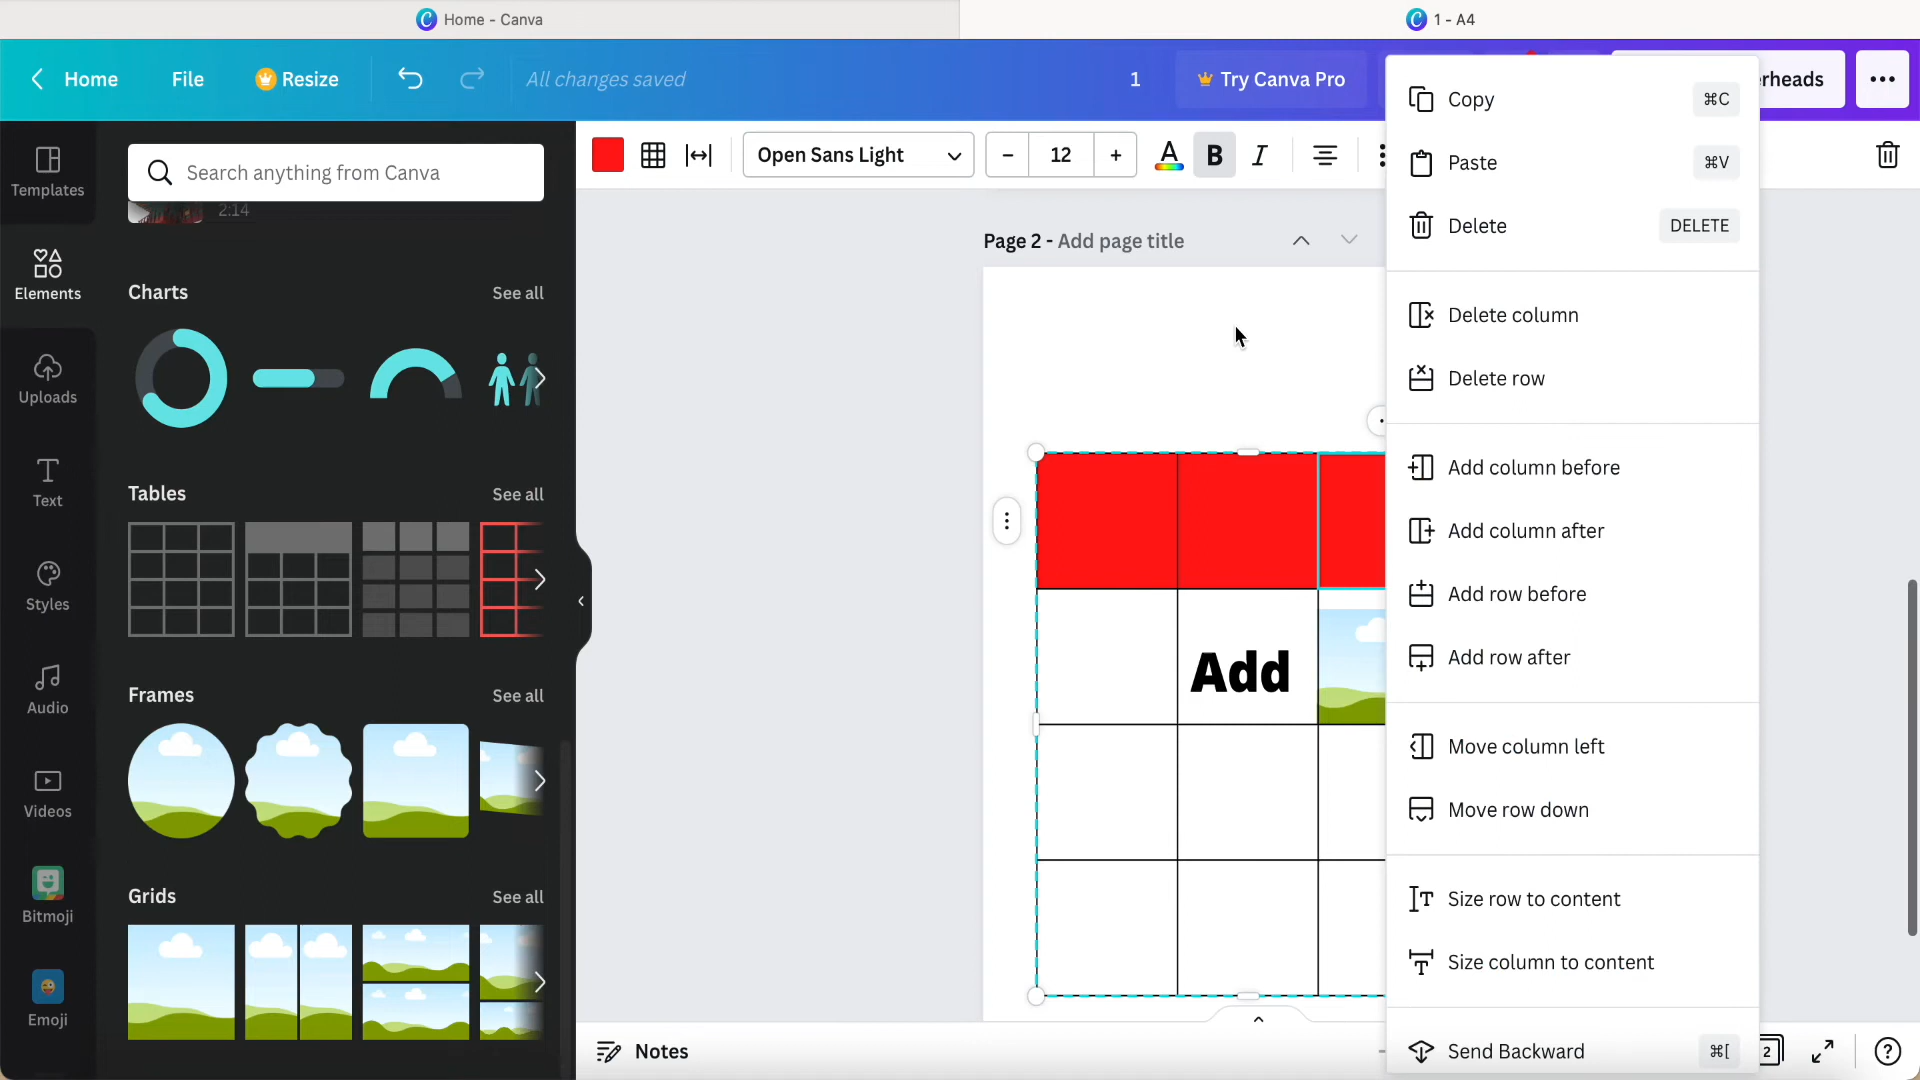 Home - Canva
1 - A4
Home
File
Resize
All changes saved
1
Try Canva Pro
rheads
Templates
Elements
Uploads
Text
Styles
Audio
Videos
Bitmoji
Emoji
Search anything from Canva
2:14
Charts
See all
Tables
See all
Frames
See all
Grids
See all
Open Sans Light
– 12 +
A B I
Page 2 - Add page title
Add
Copy ⌘C
Paste ⌘V
Delete DELETE
Delete column
Delete row
Add column before
Add column after
Add row before
Add row after
Move column left
Move row down
Size row to content
Size column to content
Send Backward ⌘[
Notes
2
?